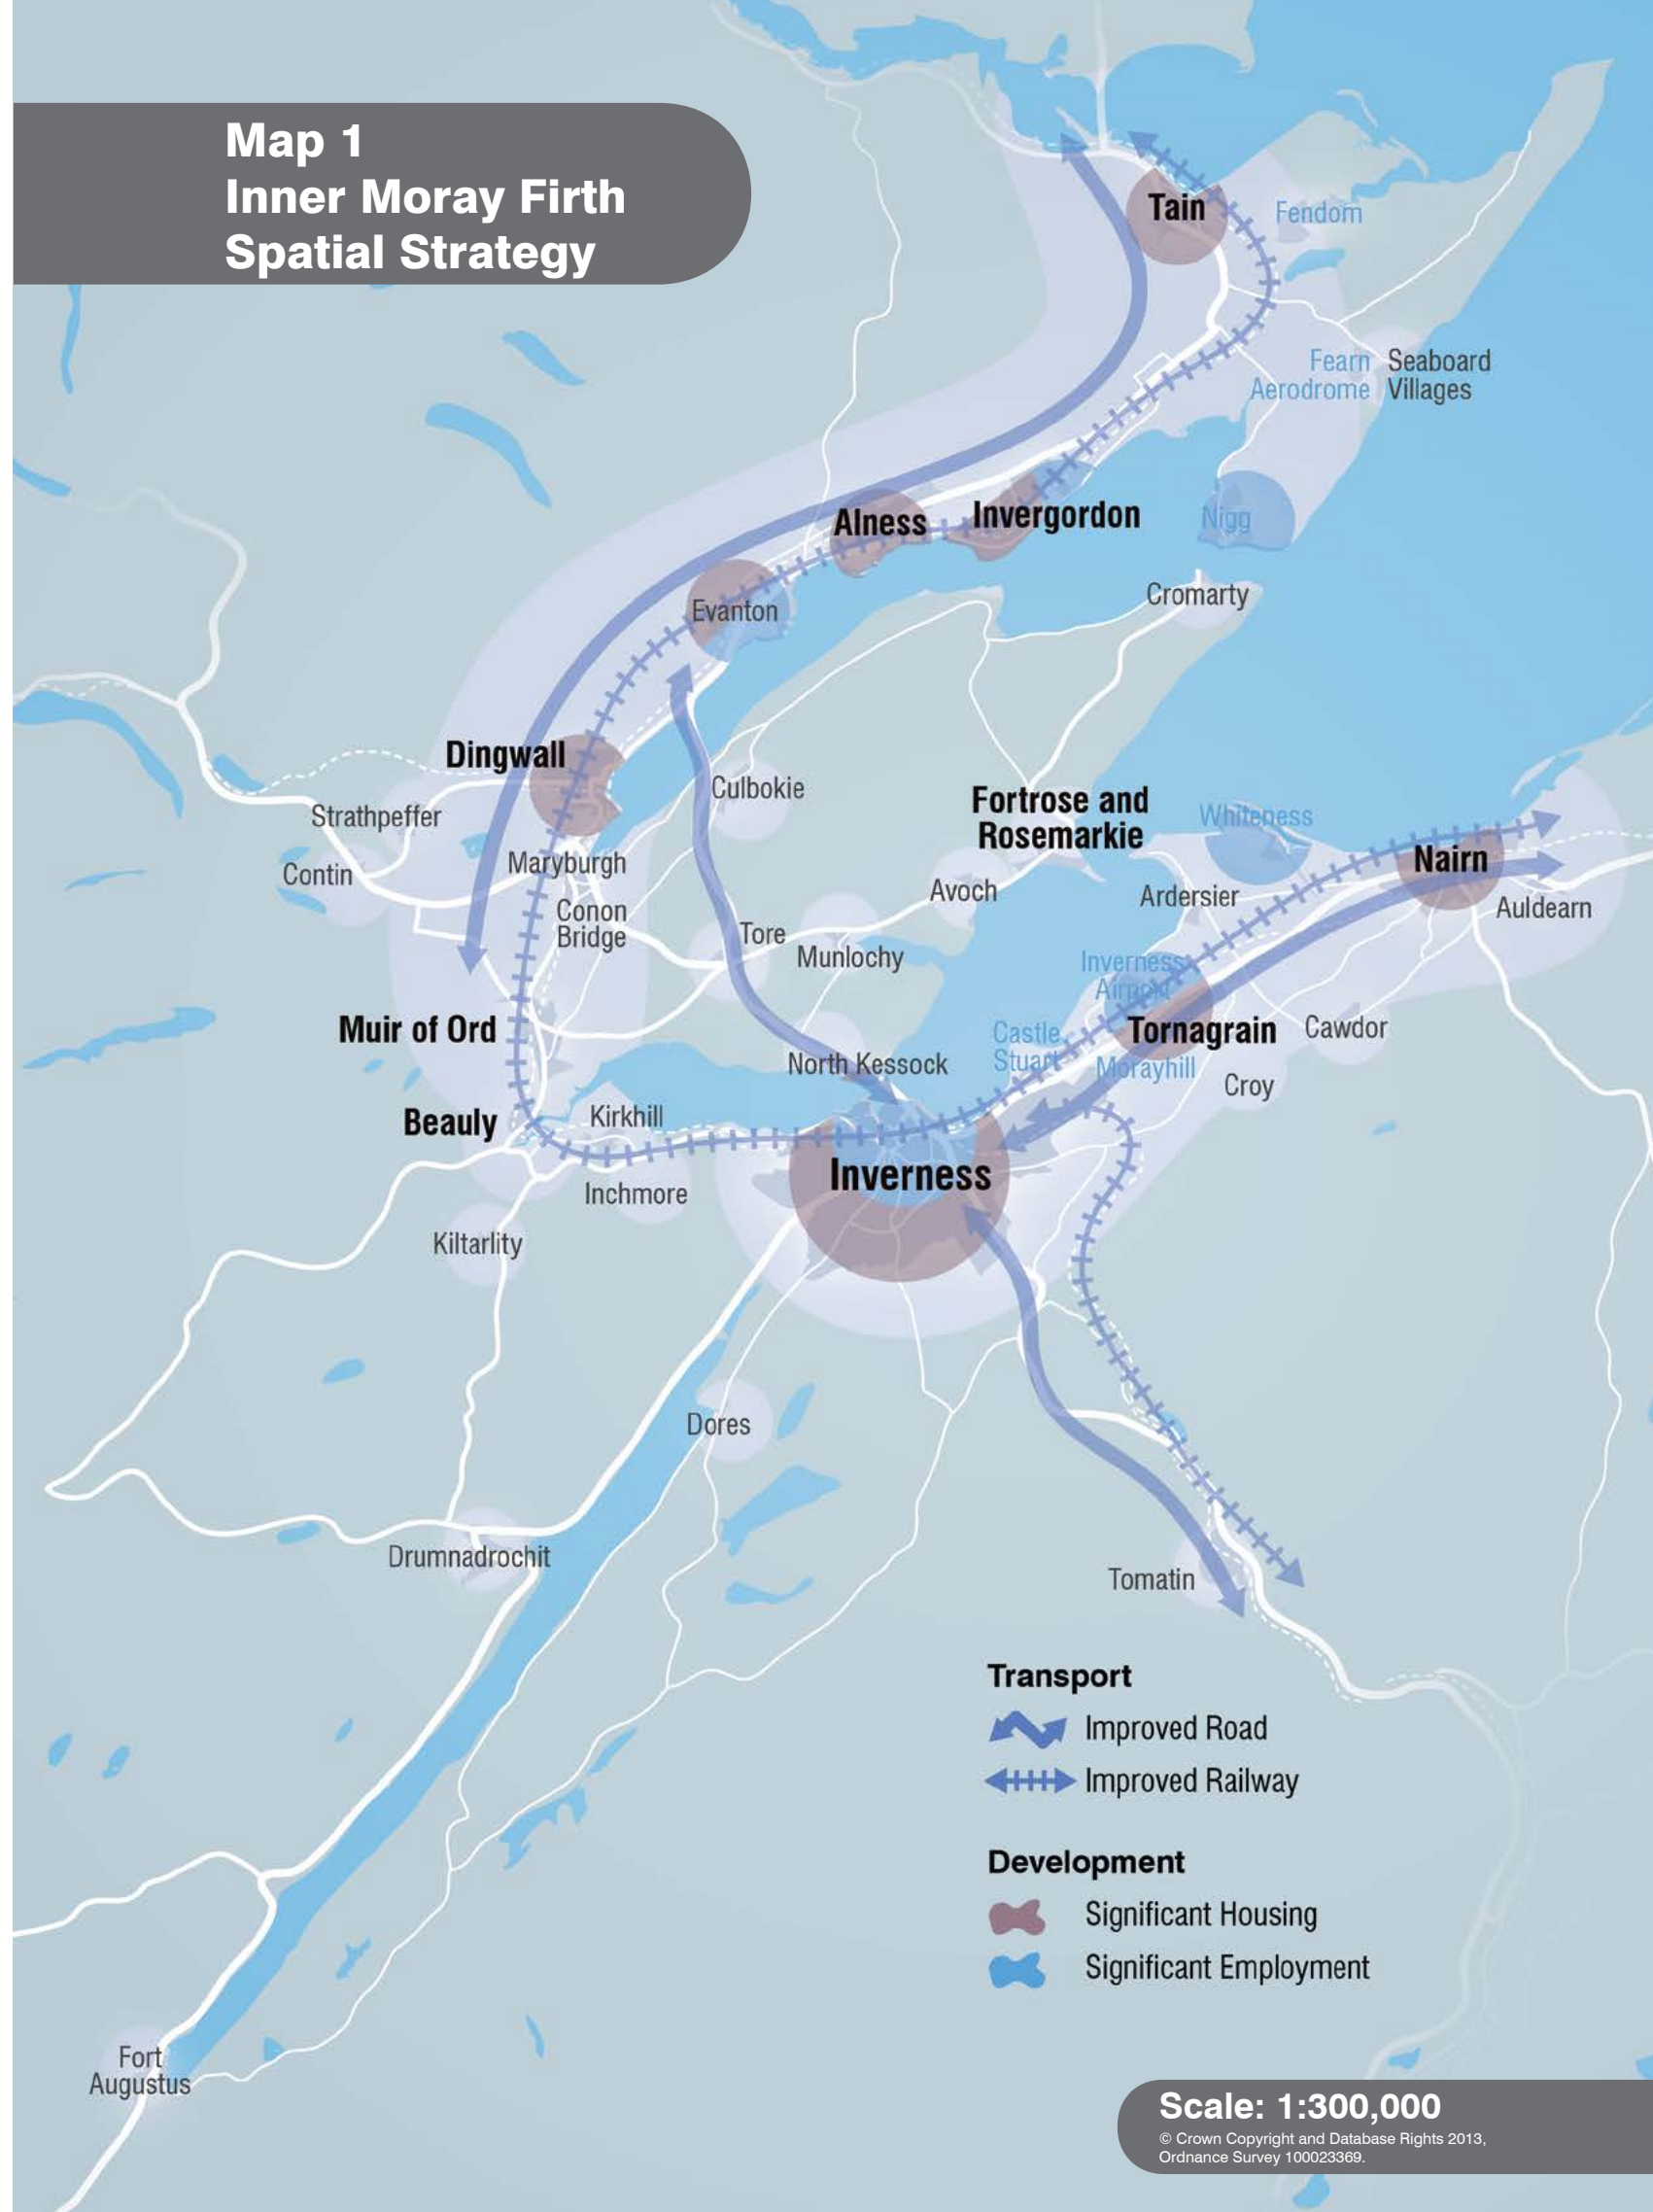 Map 1
Inner Moray Firth
Spatial Strategy
Tain
Fendom
Fearn
Aerodrome
Seaboard
Villages
Alness
Invergordon
Nigg
Evanton
Cromarty
Dingwall
Culbokie
Strathpeffer
Fortrose and
Rosemarkie
Whiteness
Contin
Maryburgh
Nairn
Avoch
Ardersier
Auldearn
Conon
Bridge
Tore
Munlochy
Inverness
Airport
Muir of Ord
Castle
Stuart
Tornagrain
Cawdor
North Kessock
Morayhill
Croy
Beauly
Kirkhill
Inverness
Inchmore
Kiltarlity
Dores
Drumnadrochit
Tomatin
Transport
Improved Road
Improved Railway
Development
Significant Housing
Significant Employment
Fort
Augustus
Scale: 1:300,000
© Crown Copyright and Database Rights 2013,
Ordnance Survey 100023369.